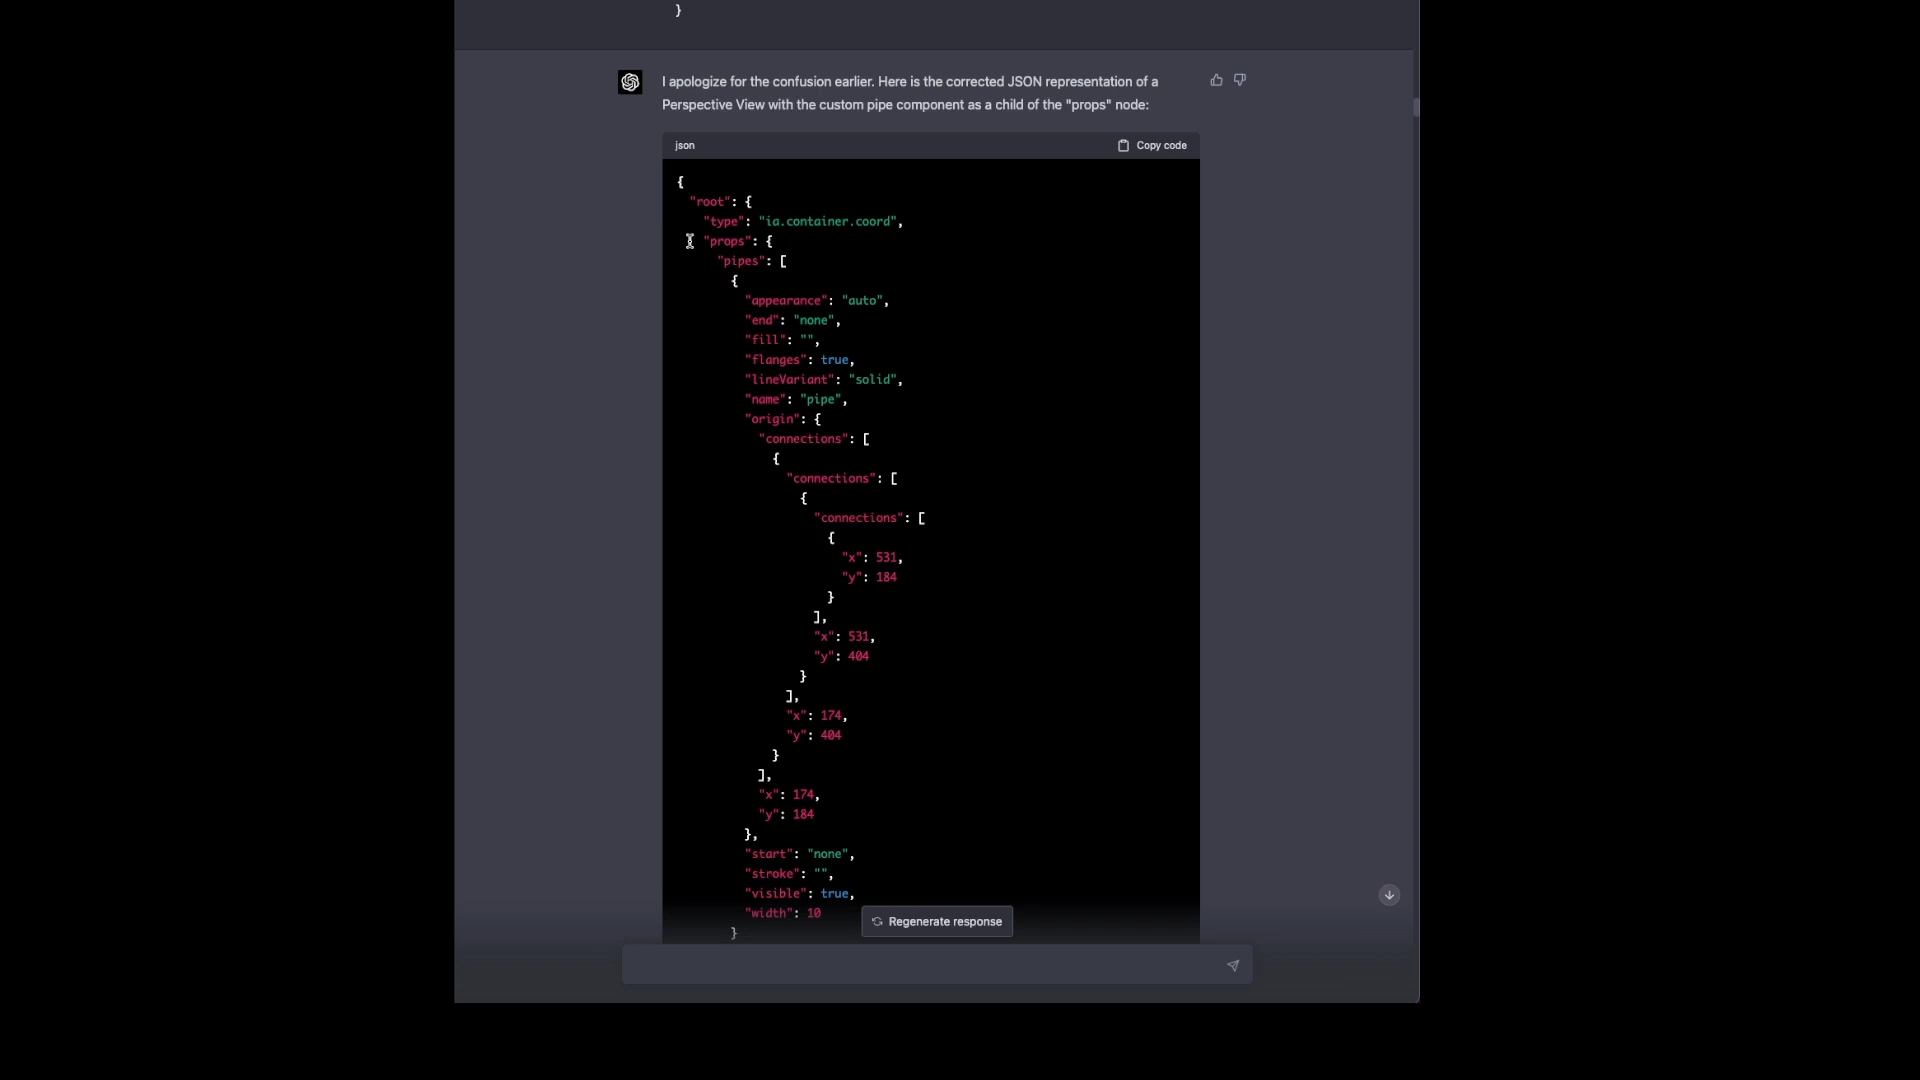 }
I apologize for the confusion earlier. Here is the corrected JSON representation of a
Perspective View with the custom pipe component as a child of the "props" node:
json
Copy code
{
"root": {
"type": "ia.container.coord",
"props": {
"pipes": [
{
"appearance": "auto",
"end": "none",
"fill": "",
"flanges": true,
"lineVariant": "solid",
"name": "pipe",
"origin": {
"connections": [
{
"connections": [
{
"connections": [
{
"x": 531,
"y": 184
}
],
"x": 531,
"y": 404
}
],
"x": 174,
"y": 404
}
],
"x": 174,
"y": 184
},
"start": "none",
"stroke": "",
"visible": true,
"width": 10
}
Regenerate response